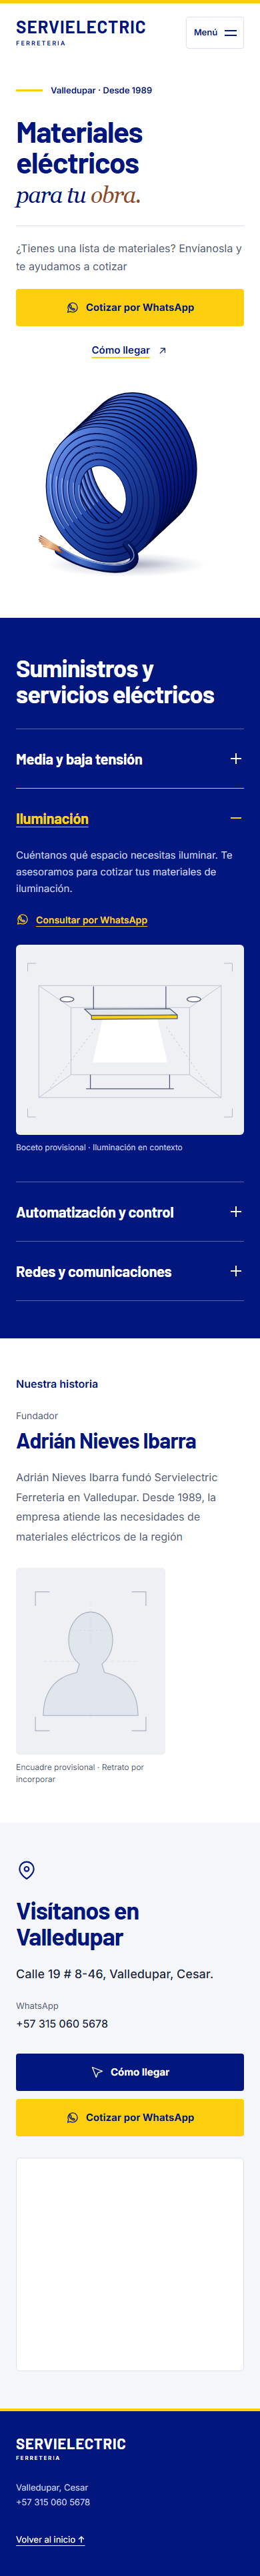 SERVIELECTRIC
FERRETERIA
Menú
Valledupar · Desde 1989
Materiales
eléctricos
para tu obra.
¿Tienes una lista de materiales? Envíanosla y
te ayudamos a cotizar
Cotizar por WhatsApp
Cómo llegar ↗
Suministros y
servicios eléctricos
Media y baja tensión
Iluminación
Cuéntanos qué espacio necesitas iluminar. Te
asesoramos para cotizar tus materiales de
iluminación.
Consultar por WhatsApp
Boceto provisional · Iluminación en contexto
Automatización y control
Redes y comunicaciones
Nuestra historia
Fundador
Adrián Nieves Ibarra
Adrián Nieves Ibarra fundó Servielectric
Ferreteria en Valledupar. Desde 1989, la
empresa atiende las necesidades de
materiales eléctricos de la región
Encuadre provisional · Retrato por
incorporar
Visítanos en
Valledupar
Calle 19 # 8-46, Valledupar, Cesar.
WhatsApp
+57 315 060 5678
Cómo llegar
Cotizar por WhatsApp
SERVIELECTRIC
FERRETERIA
Valledupar, Cesar
+57 315 060 5678
Volver al inicio ↑